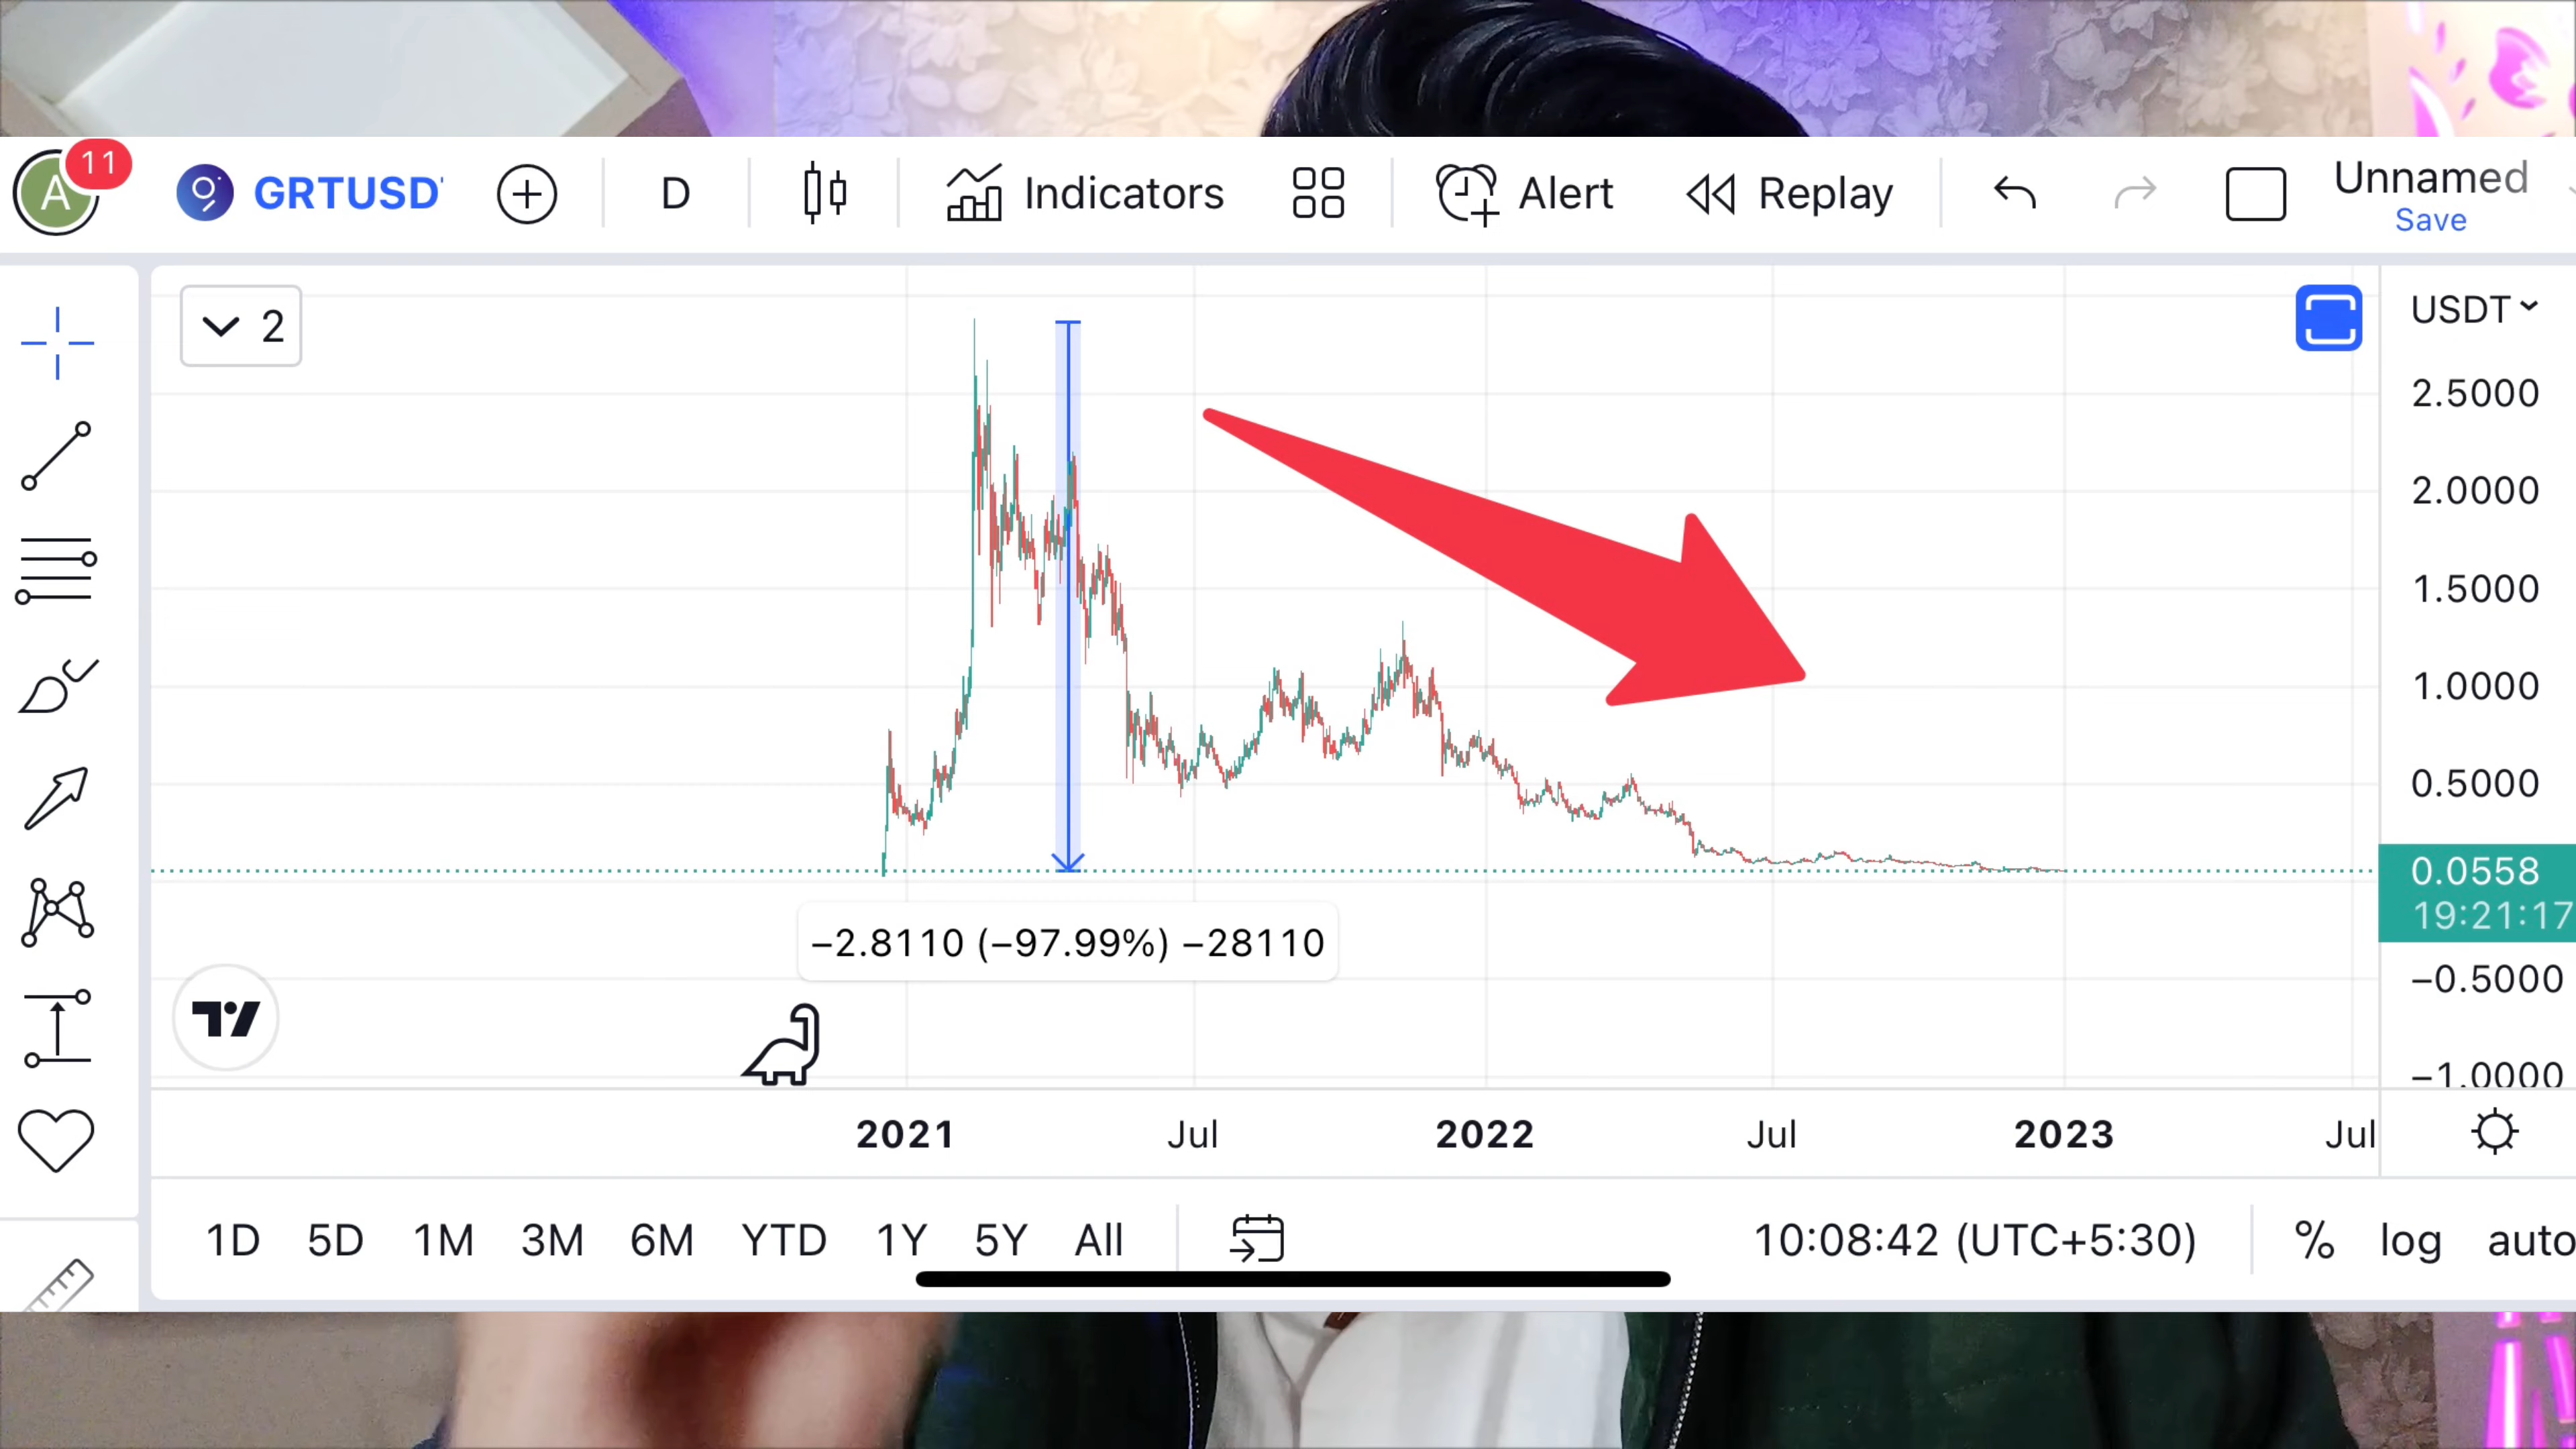 11
A
GRTUSD
D
Indicators
Alert
Replay
Unnamed
Save
2
USDT
2.5000
2.0000
1.5000
1.0000
0.5000
0.0558
19:21:17
−0.5000
−1.0000
−2.8110 (−97.99%) −28110
2021 Jul 2022 Jul 2023 Jul
1D 5D 1M 3M 6M YTD 1Y 5Y All
10:08:42 (UTC+5:30) % log auto